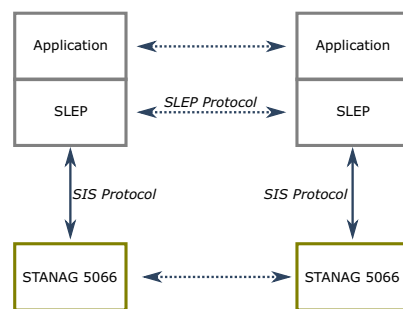 Application
Application
SLEP Protocol
SLEP
SLEP
SIS Protocol
SIS Protocol
STANAG 5066
STANAG 5066